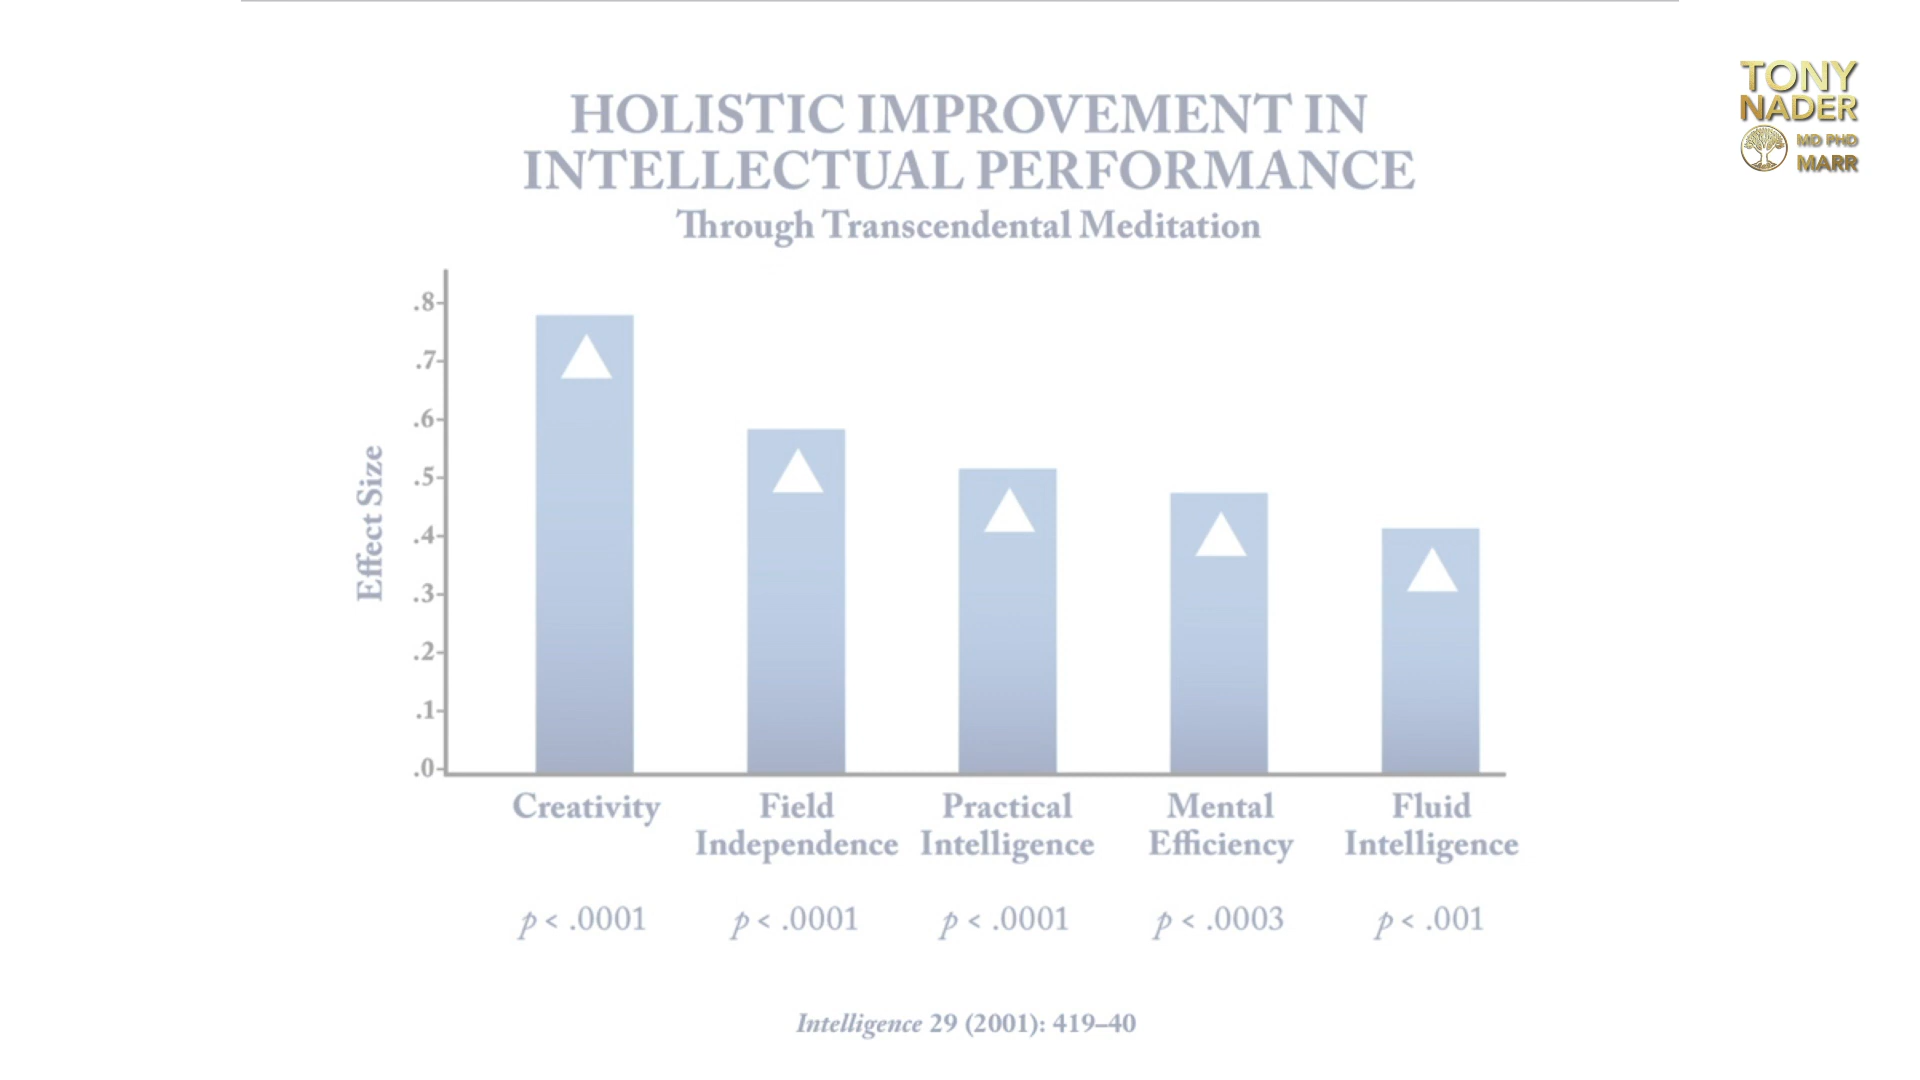 TONY
NADER
MD PHD
MARR
HOLISTIC IMPROVEMENT IN
INTELLECTUAL PERFORMANCE
Through Transcendental Meditation
Effect Size
.8
.7
.6
.5
.4
.3
.2
.1
.0
Creativity
Field
Independence
Practical
Intelligence
Mental
Efficiency
Fluid
Intelligence
p < .0001
p < .0001
p < .0001
p < .0003
p < .001
Intelligence 29 (2001): 419–40